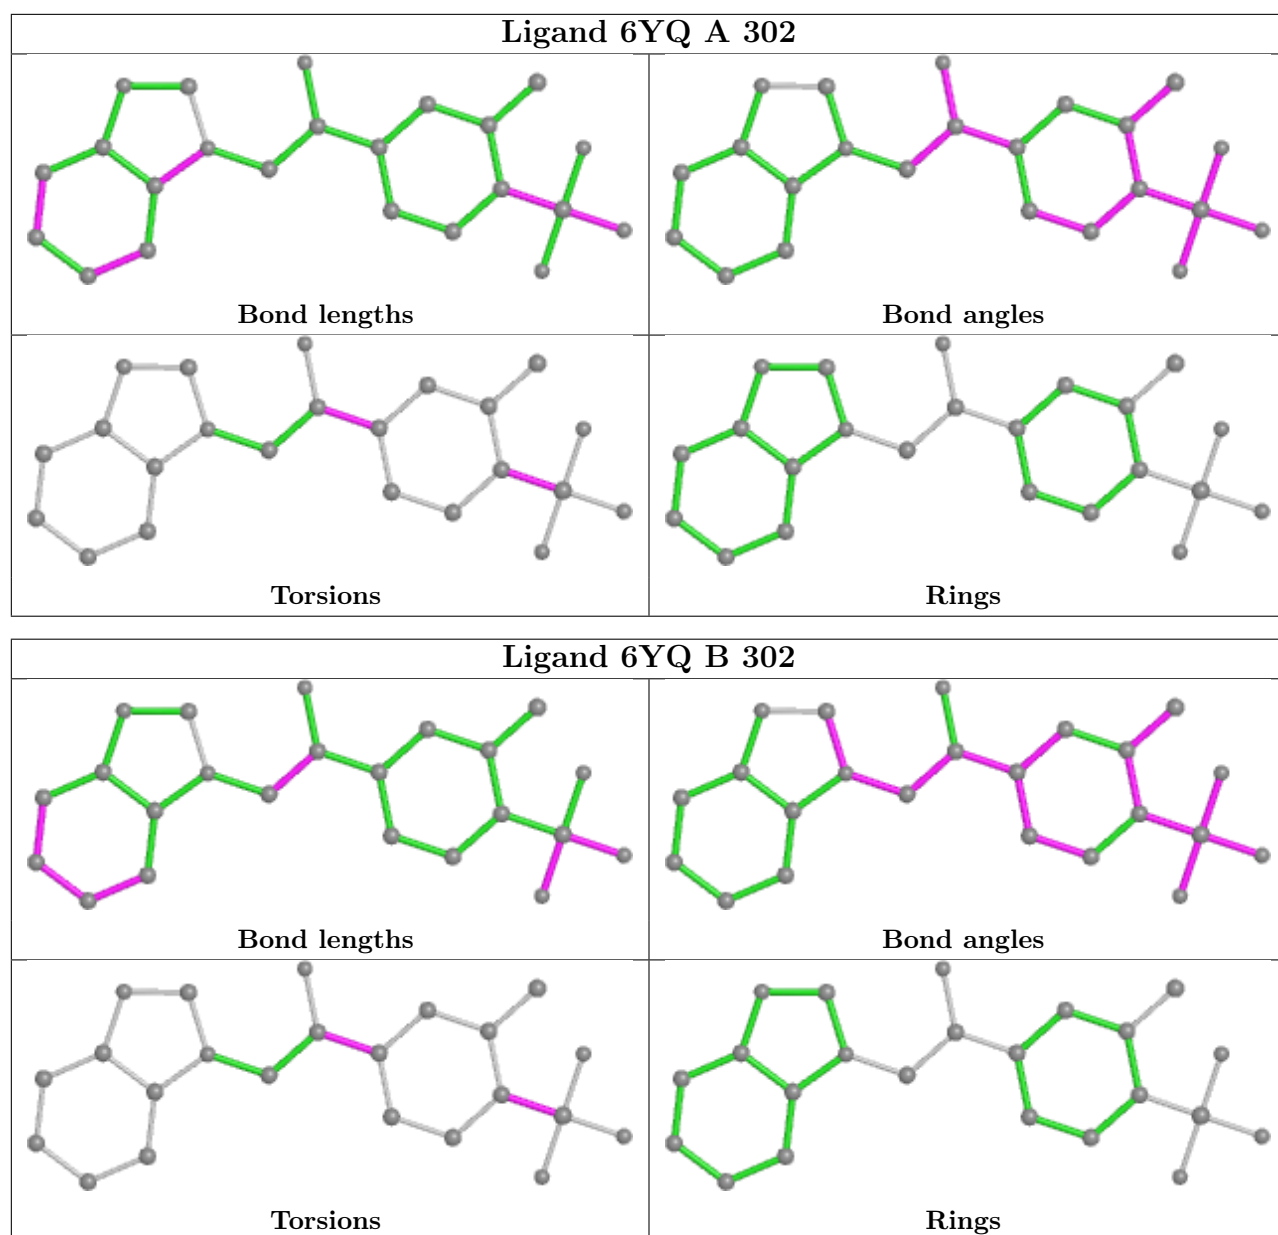 Ligand 6YQ A 302
Bond lengths
Bond angles
Torsions
Rings
Ligand 6YQ B 302
Bond lengths
Bond angles
Torsions
Rings